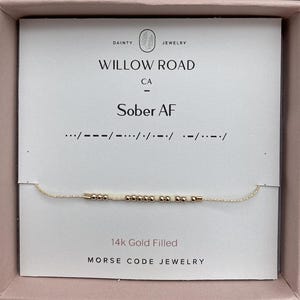 DAINTY JEWELRY
WILLOW ROAD
CA
Sober AF
14k Gold Filled
MORSE CODE JEWELRY